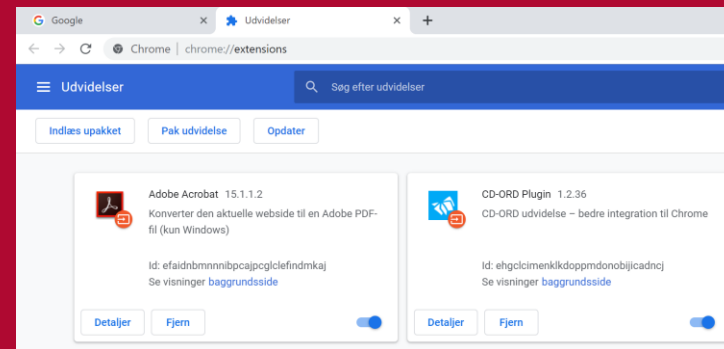 Google
Udvidelser
Chrome | chrome://extensions
Udvidelser
Søg efter udvidelser
Indlæs upakket
Pak udvidelse
Opdater
Adobe Acrobat 15.1.1.2
Konverter den aktuelle webside til en Adobe PDF-
fil (kun Windows)
Id: efaidnbmnnnibpcajpcglclefindmkaj
Se visninger baggrundsside
Detaljer
Fjern
CD-ORD Plugin 1.2.36
CD-ORD udvidelse – bedre integration til Chrome
Id: ehgclcimenklkdoppmdonobijicadncj
Se visninger baggrundsside
Detaljer
Fjern